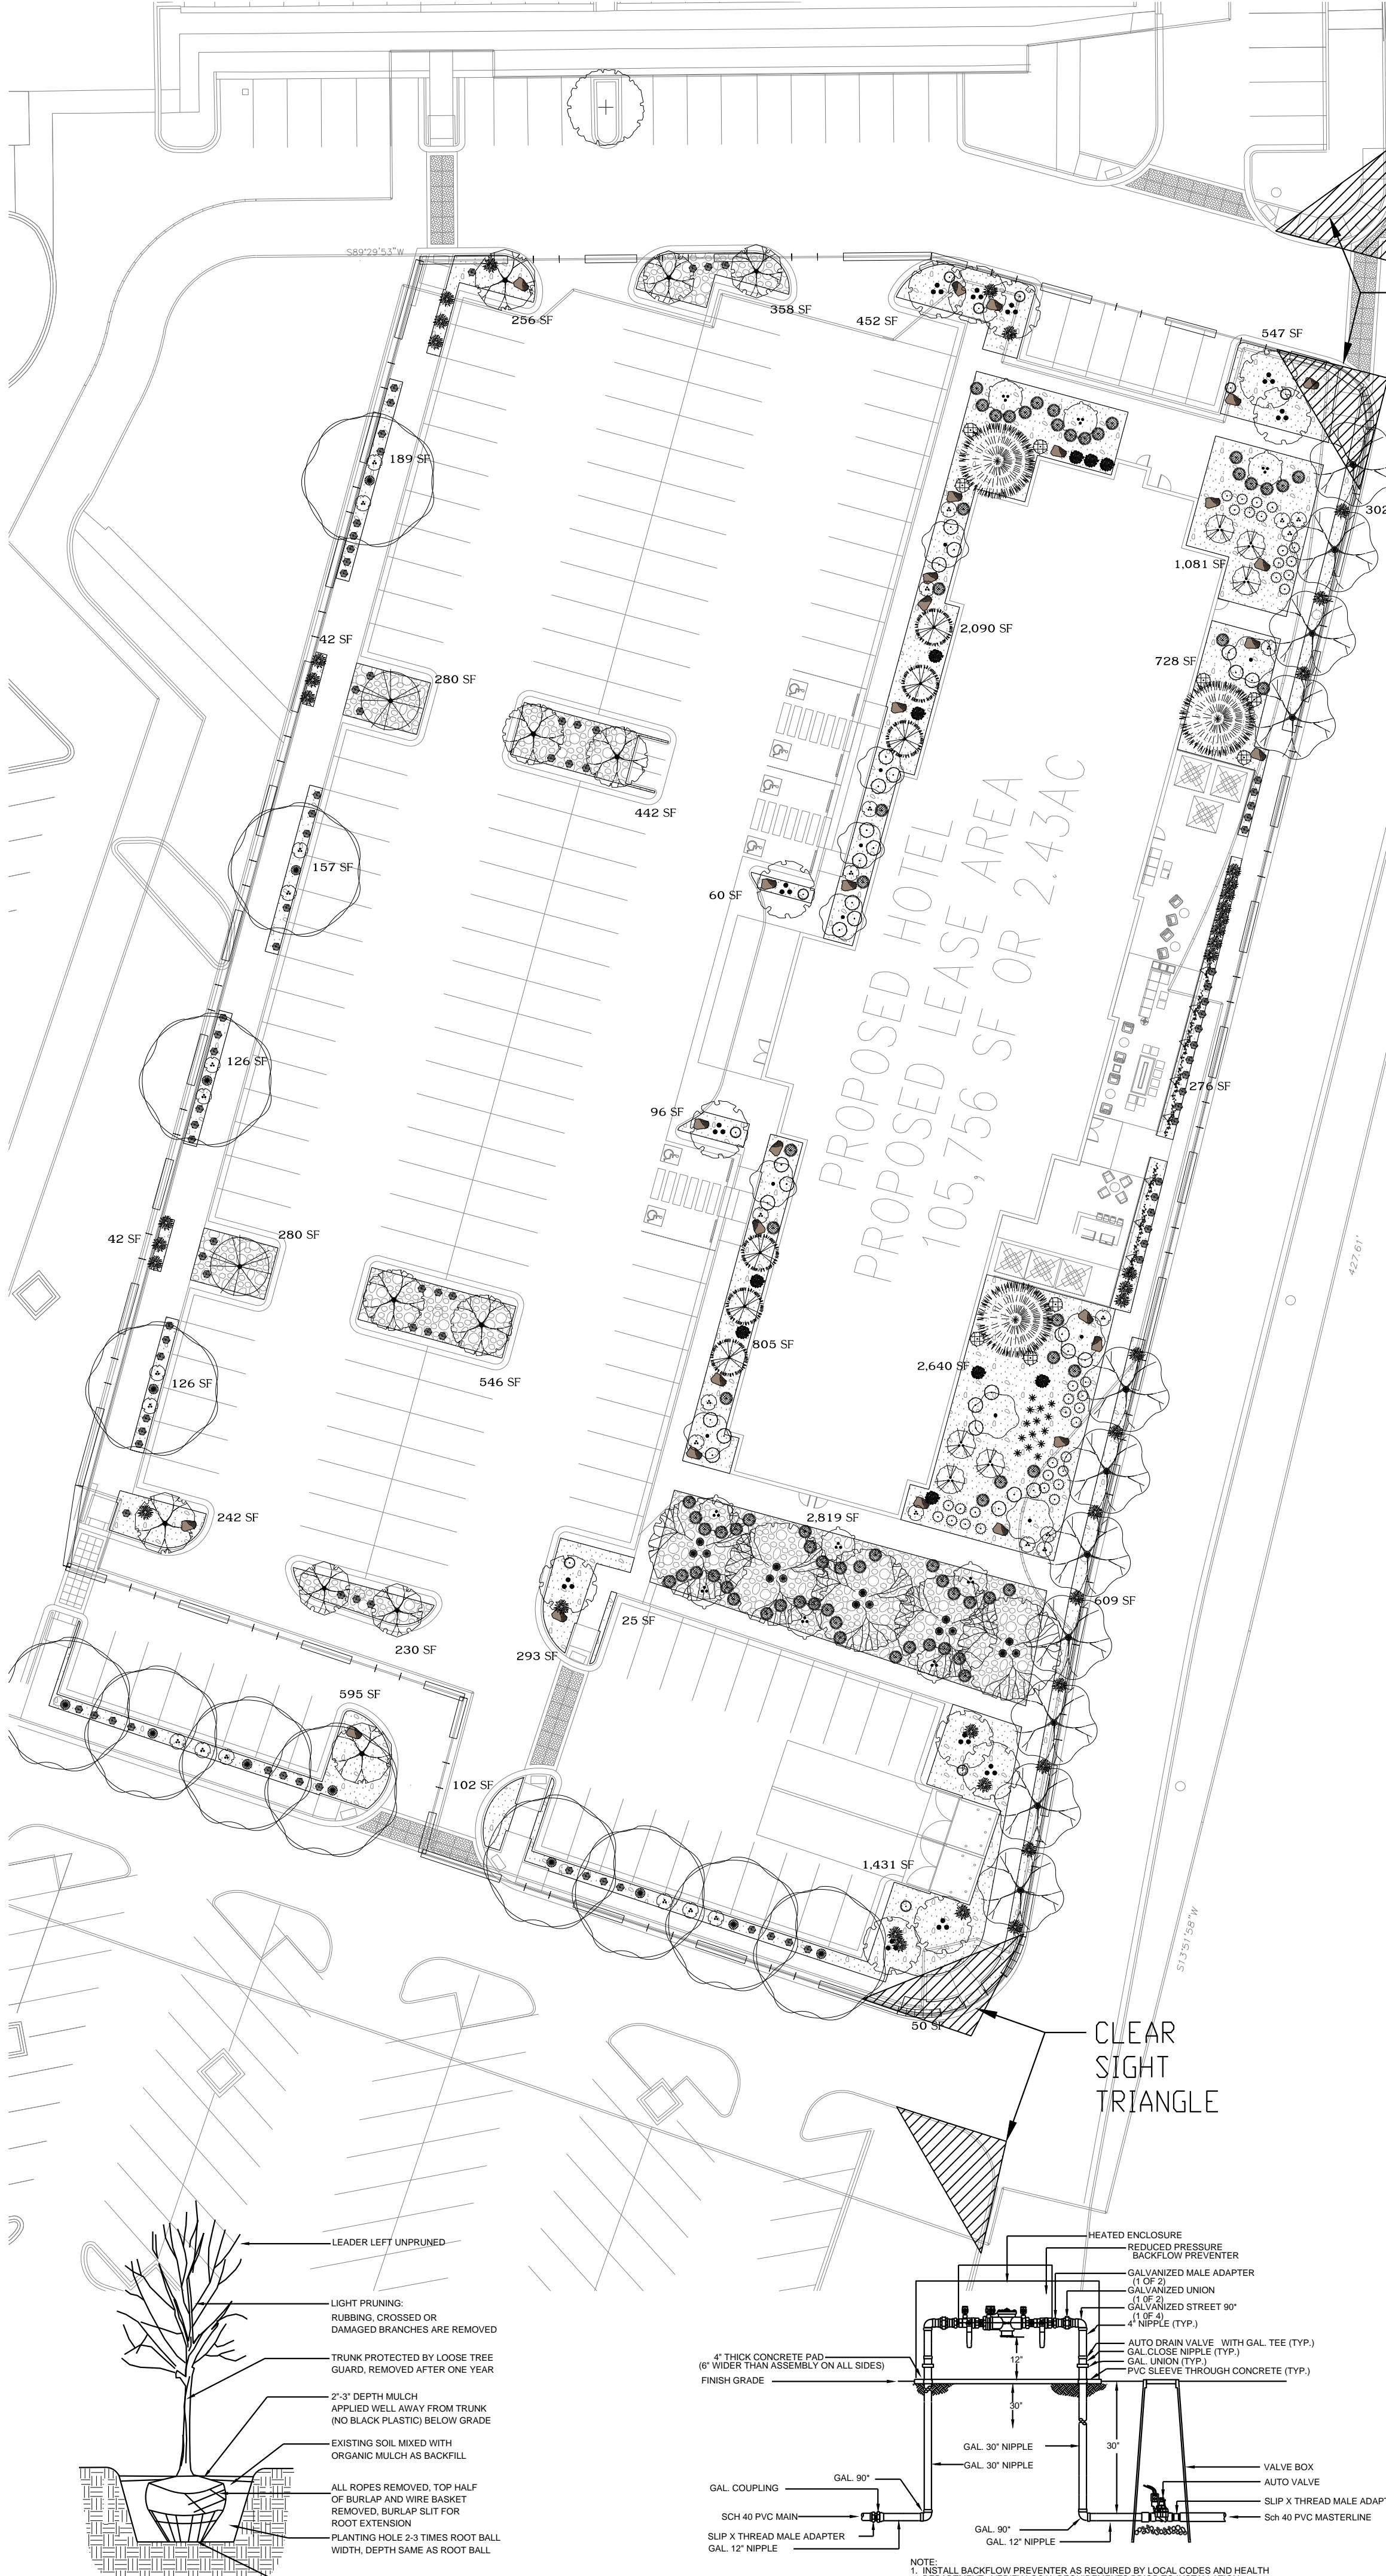 S89°29'53"W
256 SF
358 SF
452 SF
547 SF
189 SF
302
1,081 SF
42 SF
2,090 SF
728 SF
280 SF
442 SF
157 SF
60 SF
PROPOSED HOTEL
PROPOSED LEASE AREA
105,756 SF OR 2.43AC
126 SF
276 SF
96 SF
42 SF
280 SF
427.61'
805 SF
2,640 SF
546 SF
126 SF
242 SF
2,819 SF
609 SF
25 SF
230 SF
293 SF
595 SF
102 SF
1,431 SF
S13°51'58"W
50 SF
CLEAR
SIGHT
TRIANGLE
LEADER LEFT UNPRUNED
LIGHT PRUNING:
RUBBING, CROSSED OR
DAMAGED BRANCHES ARE REMOVED
TRUNK PROTECTED BY LOOSE TREE
GUARD, REMOVED AFTER ONE YEAR
2"-3" DEPTH MULCH
APPLIED WELL AWAY FROM TRUNK
(NO BLACK PLASTIC) BELOW GRADE
EXISTING SOIL MIXED WITH
ORGANIC MULCH AS BACKFILL
ALL ROPES REMOVED, TOP HALF
OF BURLAP AND WIRE BASKET
REMOVED, BURLAP SLIT FOR
ROOT EXTENSION
PLANTING HOLE 2-3 TIMES ROOT BALL
WIDTH, DEPTH SAME AS ROOT BALL
HEATED ENCLOSURE
REDUCED PRESSURE
BACKFLOW PREVENTER
GALVANIZED MALE ADAPTER
(1 OF 2)
GALVANIZED UNION
(1 OF 2)
GALVANIZED STREET 90°
(1 OF 4)
4" NIPPLE (TYP.)
AUTO DRAIN VALVE WITH GAL. TEE (TYP.)
GAL.CLOSE NIPPLE (TYP.)
GAL. UNION (TYP.)
PVC SLEEVE THROUGH CONCRETE (TYP.)
4" THICK CONCRETE PAD
(6" WIDER THAN ASSEMBLY ON ALL SIDES)
FINISH GRADE
12"
30"
30"
GAL. 30" NIPPLE
GAL. 30" NIPPLE
GAL. 90°
GAL. COUPLING
SCH 40 PVC MAIN
SLIP X THREAD MALE ADAPTER
GAL. 12" NIPPLE
GAL. 90°
GAL. 12" NIPPLE
VALVE BOX
AUTO VALVE
SLIP X THREAD MALE ADAPT
Sch 40 PVC MASTERLINE
NOTE:
1. INSTALL BACKFLOW PREVENTER AS REQUIRED BY LOCAL CODES AND HEALTH